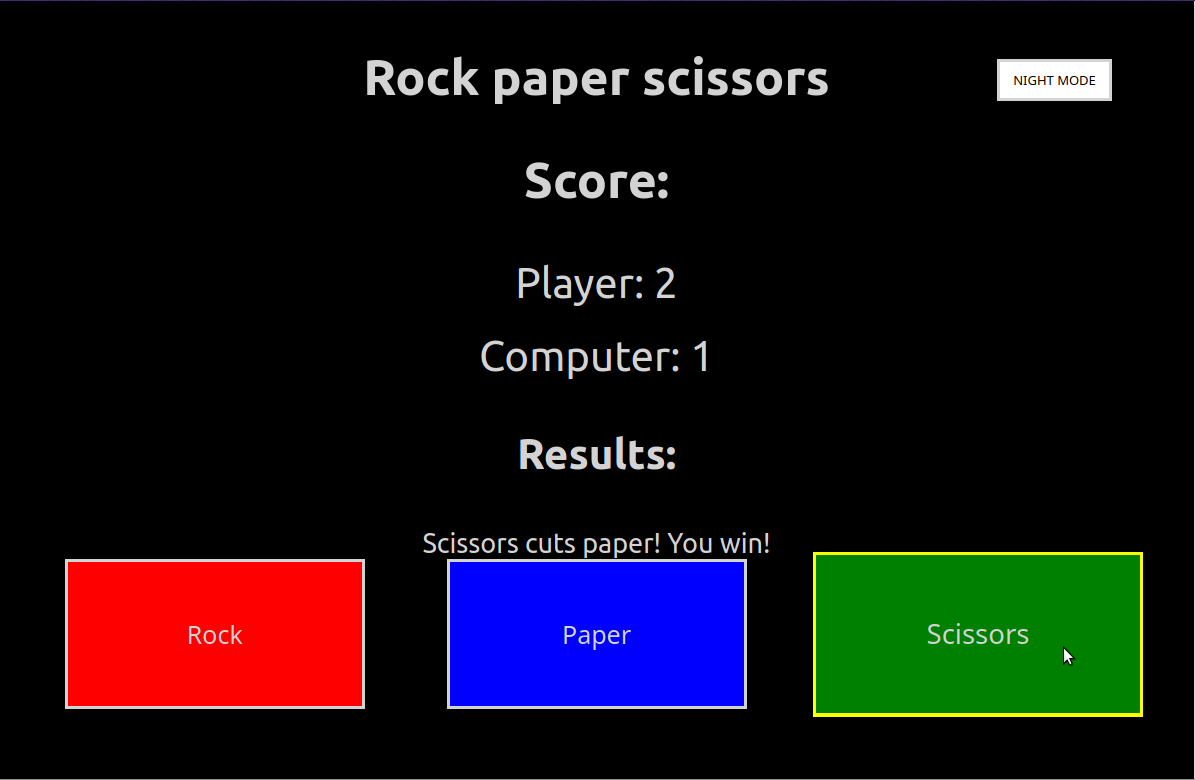 Rock paper scissors
NIGHT MODE
Score:
Player: 2
Computer: 1
Results:
Scissors cuts paper! You win!
Rock
Paper
Scissors